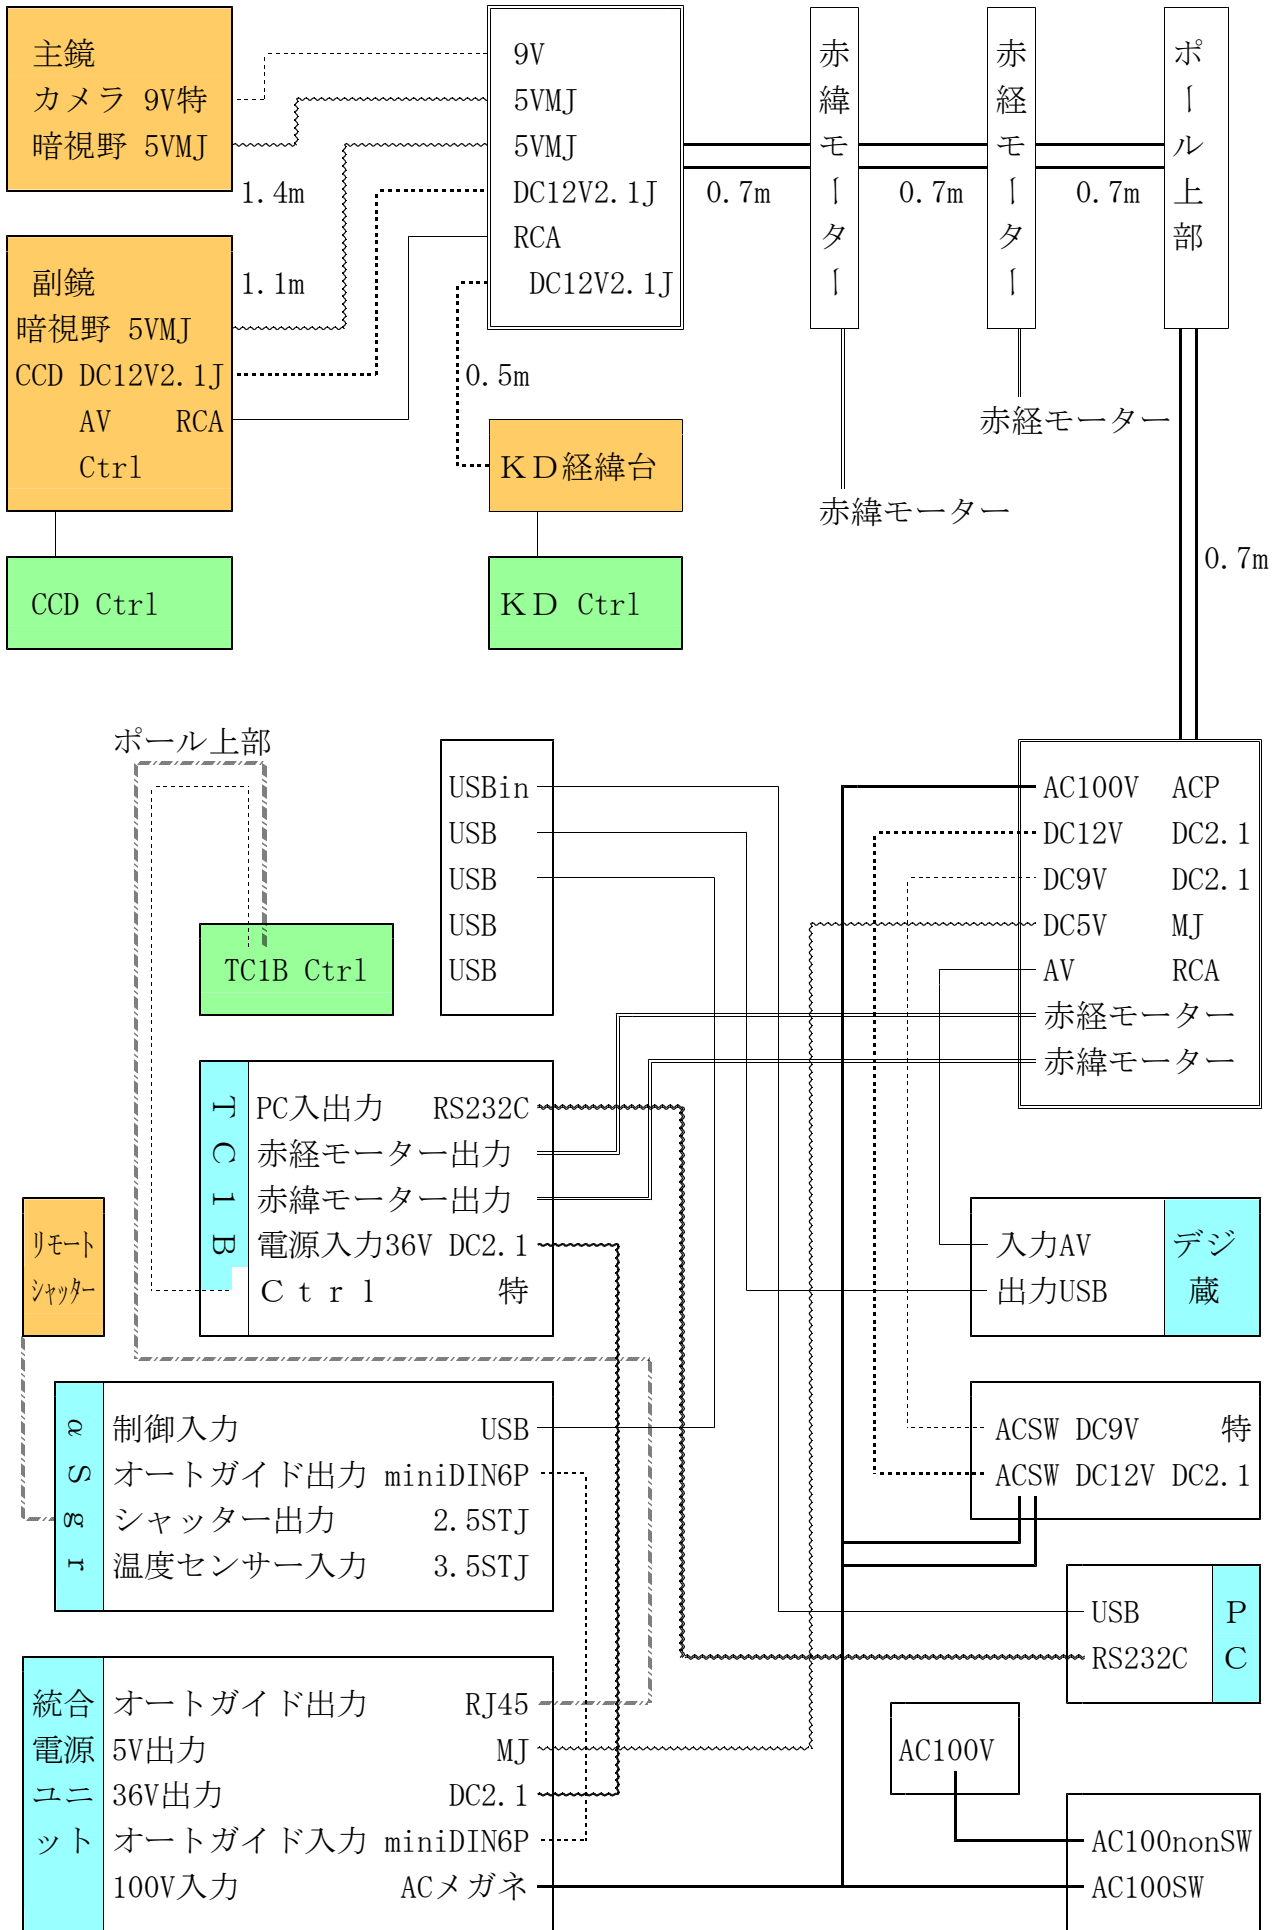 主鏡
カメラ 9V特
暗視野 5VMJ
1.4m
副鏡
1.1m
暗視野 5VMJ
CCD DC12V2.1J
AV RCA
Ctrl
CCD Ctrl
9V
5VMJ
5VMJ
DC12V2.1J
RCA
DC12V2.1J
0.5m
KD経緯台
KD Ctrl
0.7m
赤緯モーター
0.7m
赤経モーター
0.7m
ポール上部
赤経モーター
赤緯モーター
0.7m
ポール上部
TC1B Ctrl
USBin
USB
USB
USB
USB
AC100V ACP
DC12V DC2.1
DC9V DC2.1
DC5V MJ
AV RCA
赤経モーター
赤緯モーター
TC1B
PC入出力 RS232C
赤経モーター出力
赤緯モーター出力
電源入力36V DC2.1
Ctrl 特
リモート
シャッター
入力AV
出力USB
デジ
蔵
αSgr
制御入力 USB
オートガイド出力 miniDIN6P
シャッター出力 2.5STJ
温度センサー入力 3.5STJ
ACSW DC9V 特
ACSW DC12V DC2.1
USB
RS232C
PC
統合
電源
ユニ
ット
オートガイド出力 RJ45
5V出力 MJ
36V出力 DC2.1
オートガイド入力 miniDIN6P
100V入力 ACメガネ
AC100V
AC100nonSW
AC100SW